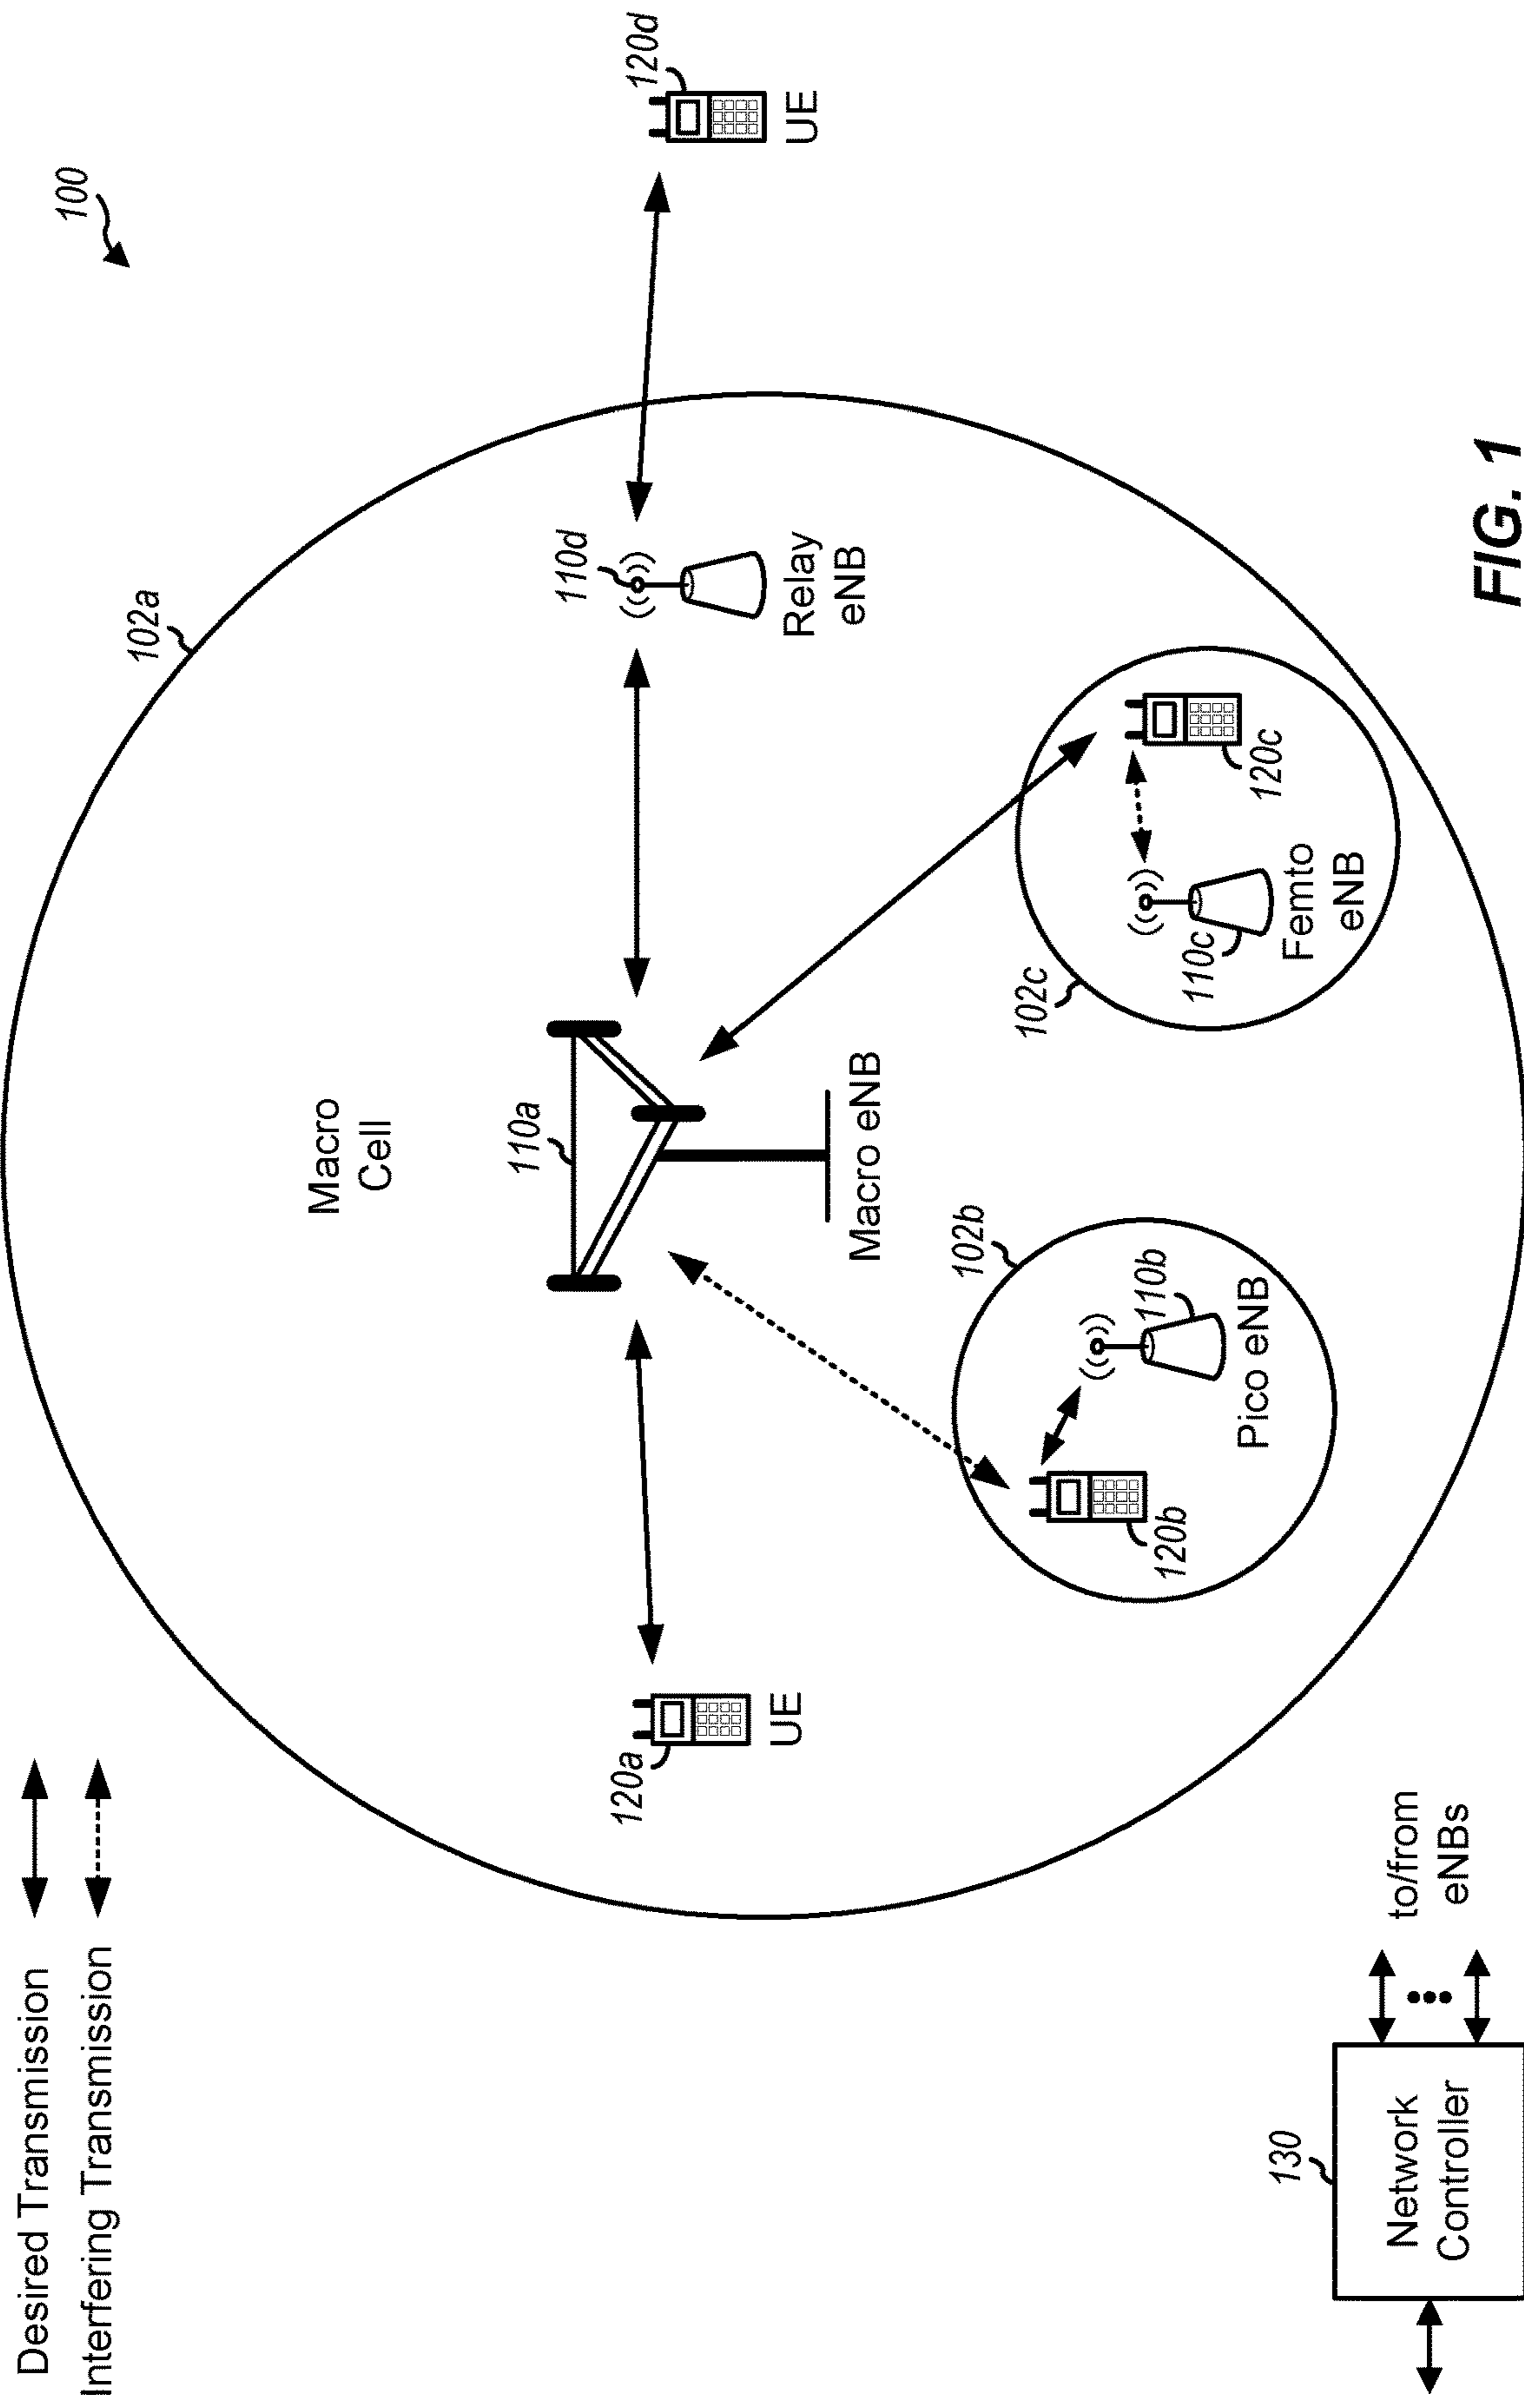 Desired Transmission
Interfering Transmission
100
102a
Macro
Cell
110a
110d
120a
120d
UE
Macro eNB
Relay
eNB
UE
102b
102c
120b
110b
Pico eNB
110c
120c
Femto
eNB
130
Network
Controller
to/from
eNBs
FIG. 1